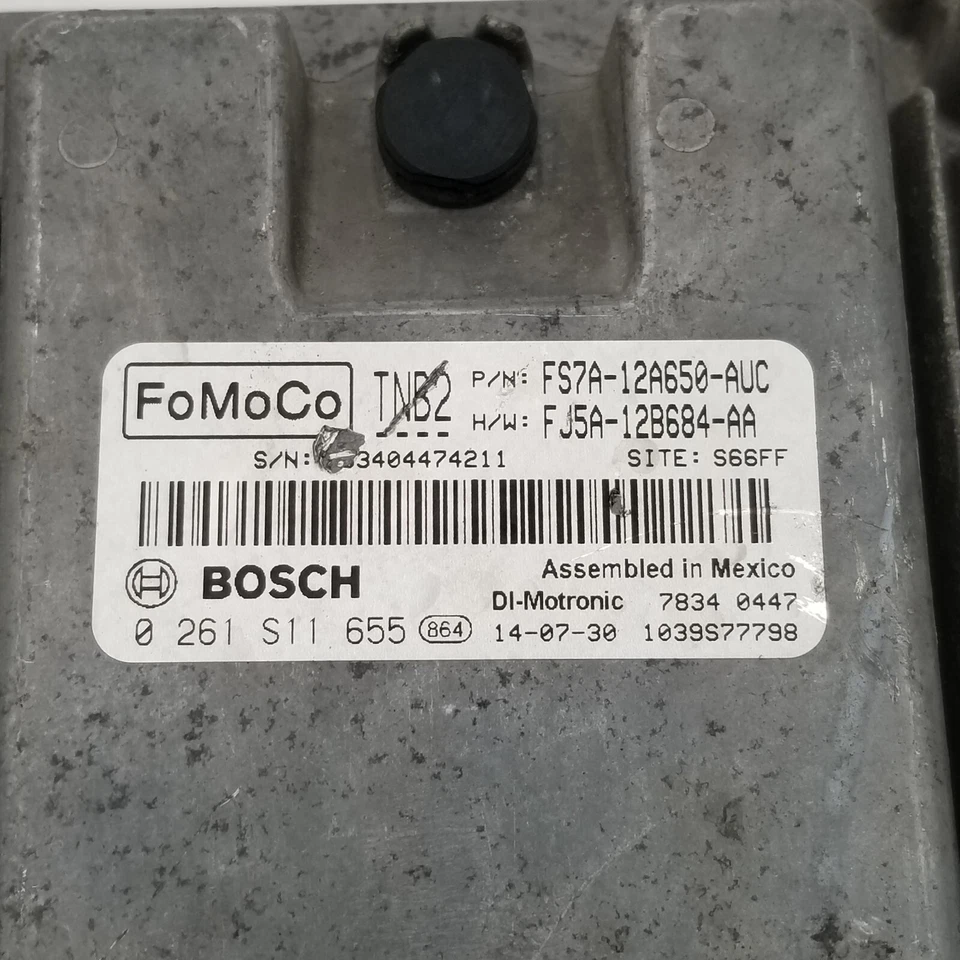 FoMoCo TNB2 P/N: FS7A-12A650-AUC
H/W: FJ5A-12B684-AA
S/N: SITE: S66FF
BOSCH Assembled in Mexico
DI-Motronic 7834 0447
0 261 S11 655 864 14-07-30 1039S77798